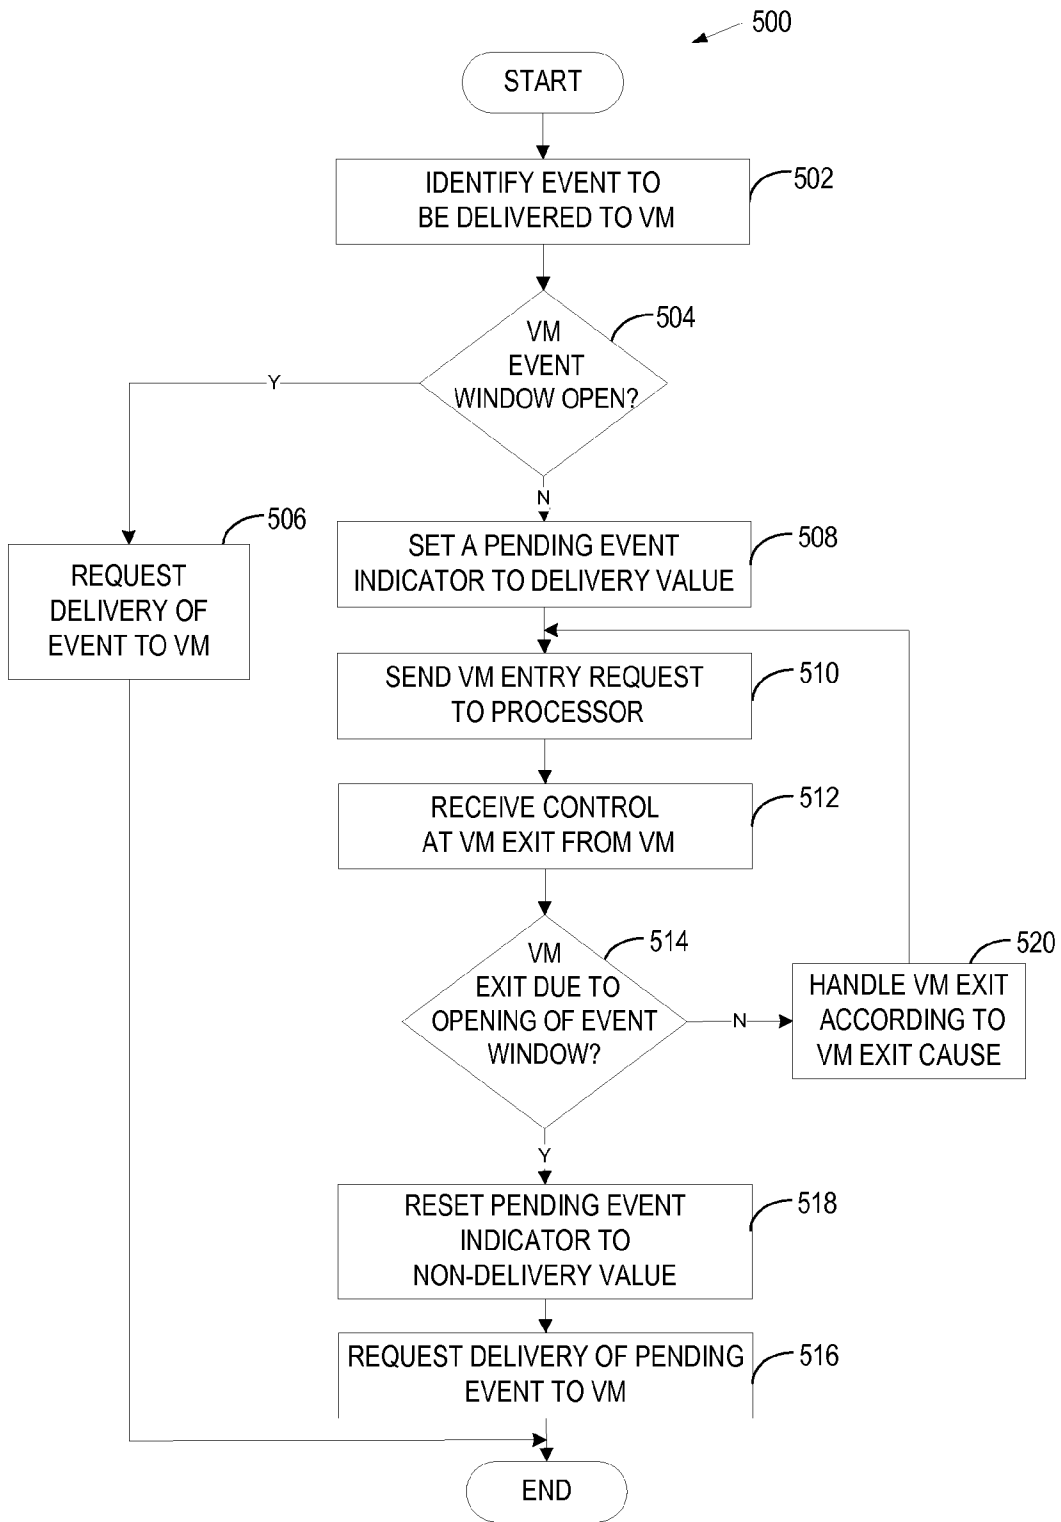 500
START
IDENTIFY EVENT TO
BE DELIVERED TO VM
502
VM
EVENT
WINDOW OPEN?
504
Y
N
506
REQUEST
DELIVERY OF
EVENT TO VM
SET A PENDING EVENT
INDICATOR TO DELIVERY VALUE
508
SEND VM ENTRY REQUEST
TO PROCESSOR
510
RECEIVE CONTROL
AT VM EXIT FROM VM
512
VM
EXIT DUE TO
OPENING OF EVENT
WINDOW?
514
N
520
HANDLE VM EXIT
ACCORDING TO
VM EXIT CAUSE
Y
RESET PENDING EVENT
INDICATOR TO
NON-DELIVERY VALUE
518
REQUEST DELIVERY OF PENDING
EVENT TO VM
516
END